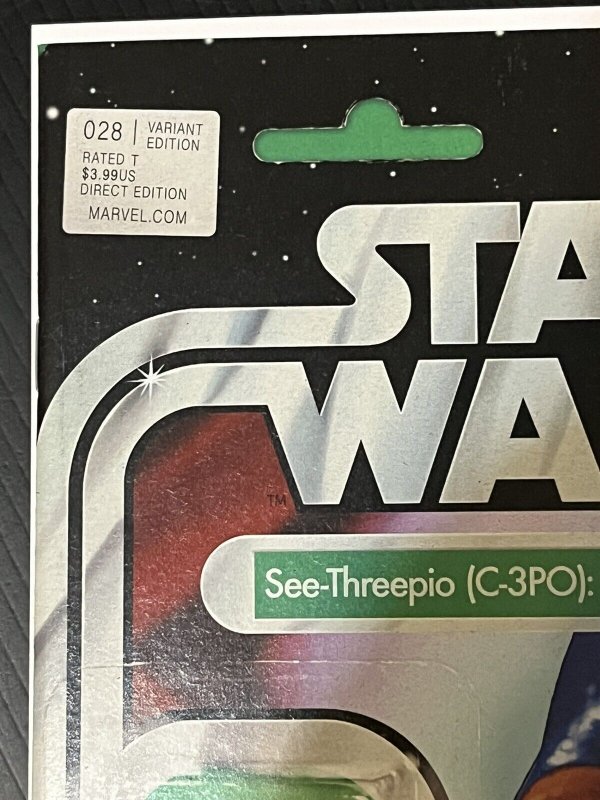 028 | VARIANT
EDITION
RATED T
$3.99US
DIRECT EDITION
MARVEL.COM
STA
WA
TM
See-Threepio (C-3PO):